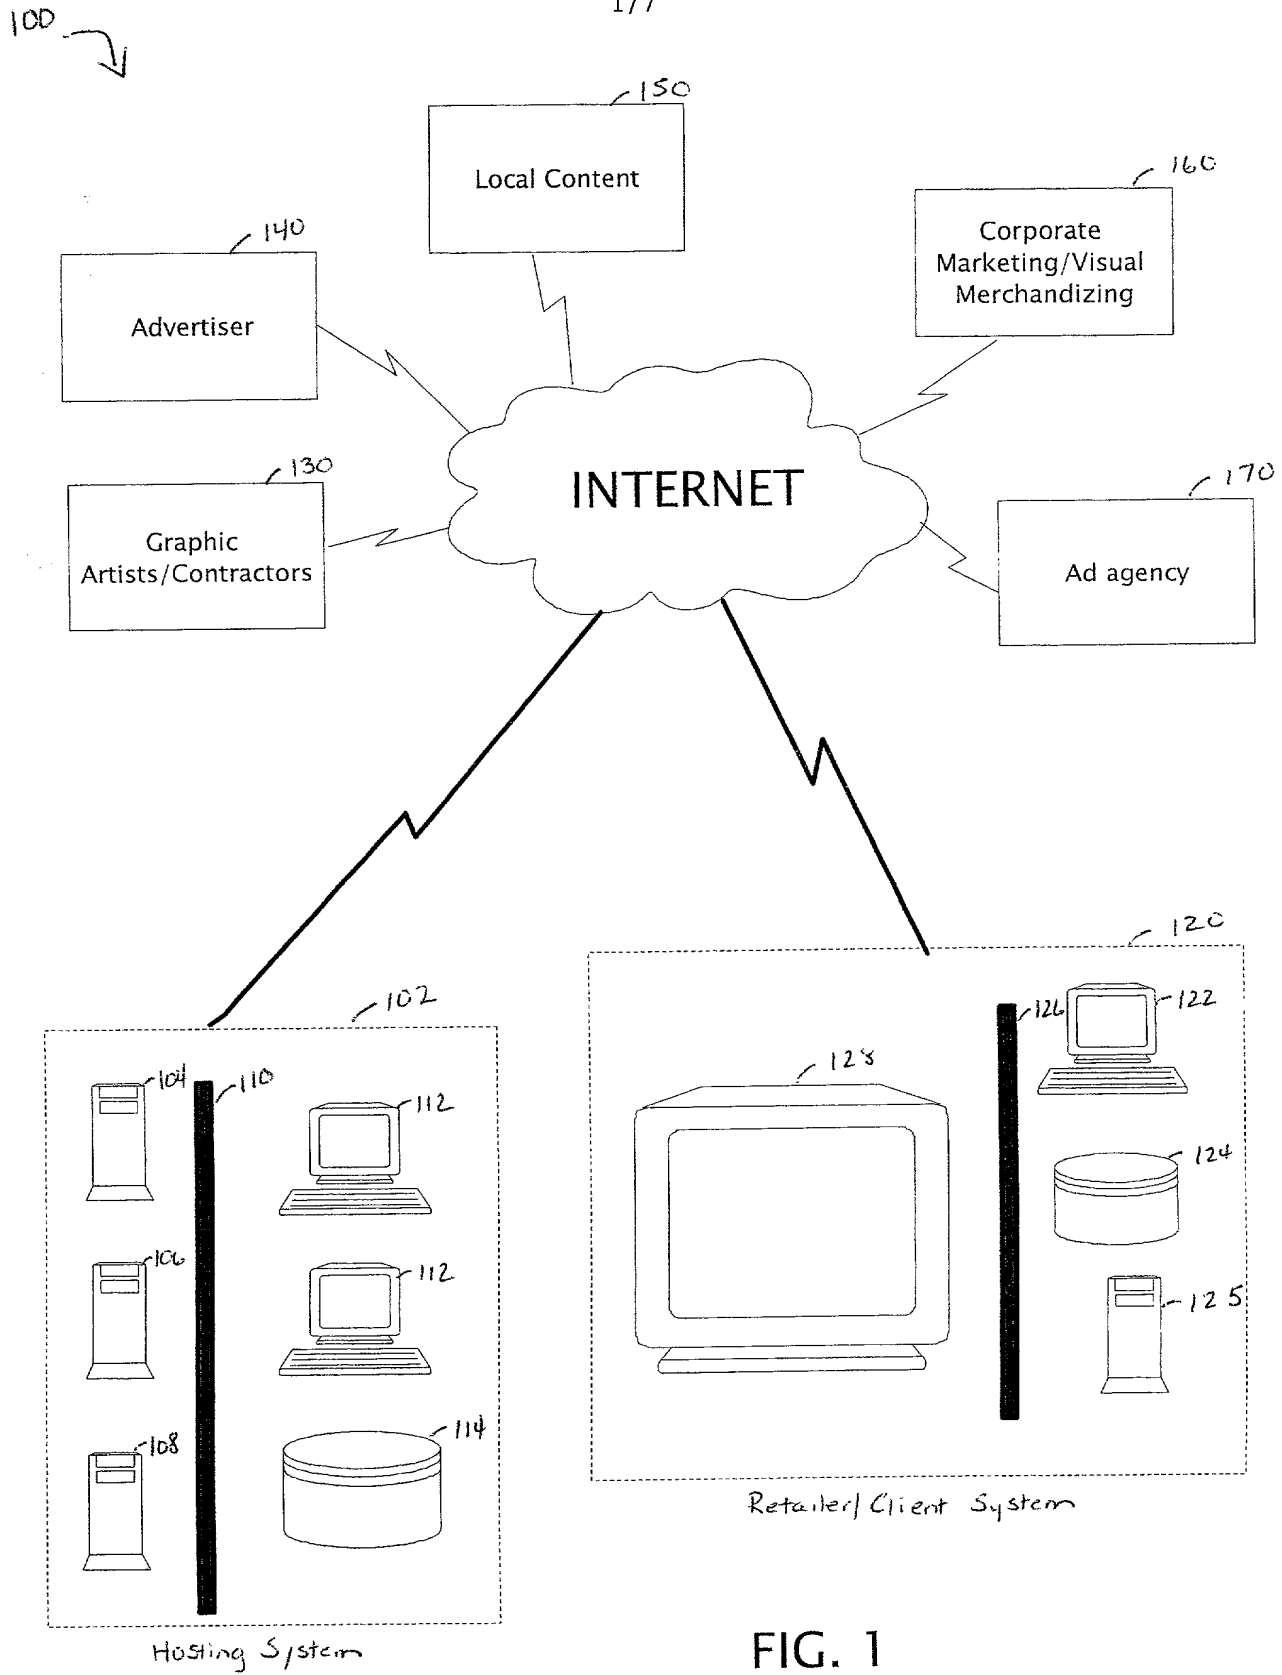 1/7
100
150
Local Content
160
Corporate
Marketing/Visual
Merchandizing
140
Advertiser
INTERNET
130
Graphic
Artists/Contractors
170
Ad agency
120
102
126
122
128
104
110
112
124
106
112
125
108
114
Retailer/Client System
Hosting System
FIG. 1